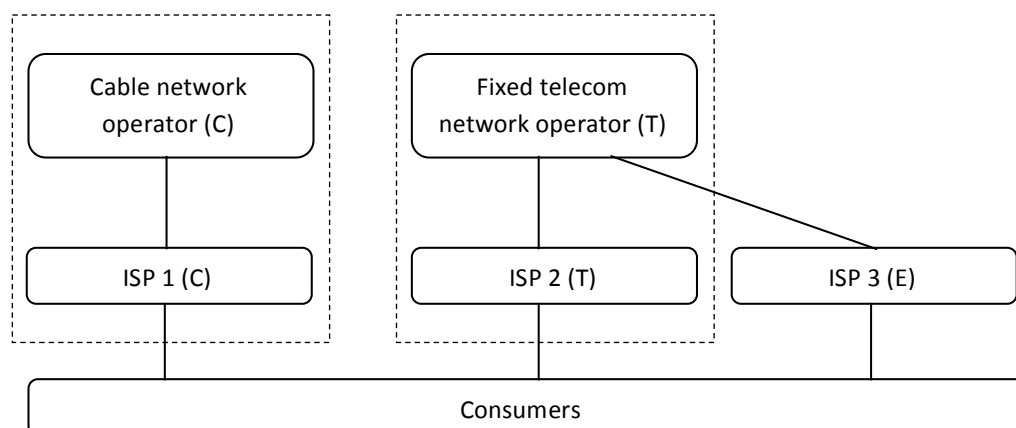 Cable network
operator (C)
Fixed telecom
network operator (T)
ISP 1 (C)
ISP 2 (T)
ISP 3 (E)
Consumers